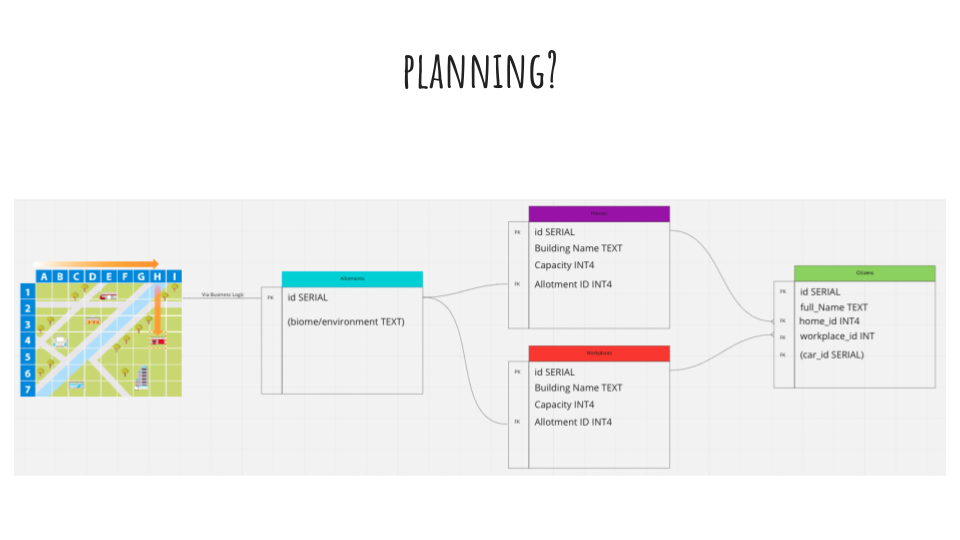 PLANNING?
A B C D E F G H I
1
2
3
4
5
6
7
Via Business Logic
Allotments
PK
id SERIAL
(biome/environment TEXT)
PK
id SERIAL
Building Name TEXT
Capacity INT4
FK
Allotment ID INT4
Workplaces
PK
id SERIAL
Building Name TEXT
Capacity INT4
FK
Allotment ID INT4
Citizens
PK
id SERIAL
full_Name TEXT
FK
home_id INT4
FK
workplace_id INT
FK
(car_id SERIAL)